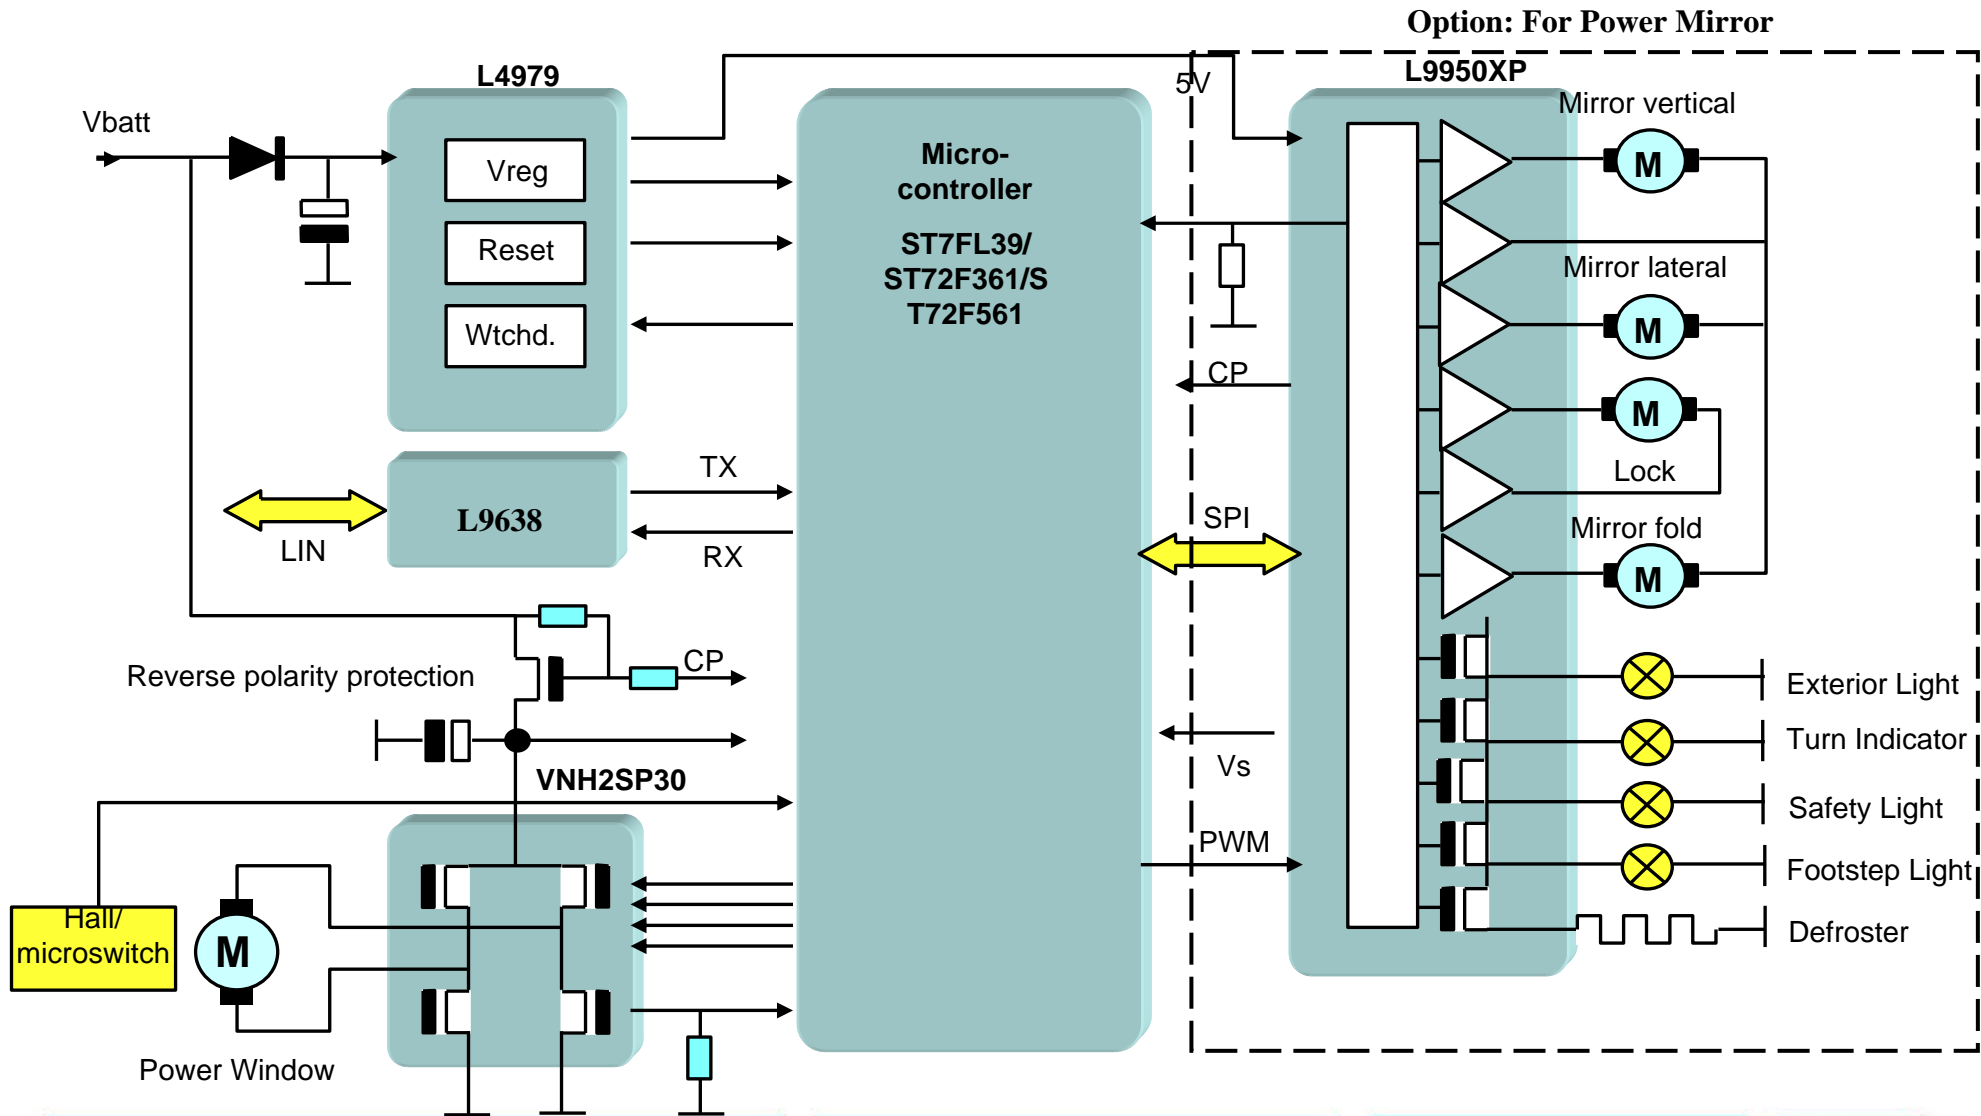 Option: For Power Mirror
L4979
L9950XP
5V
Vbatt
Mirror vertical
Vreg
Reset
Wtchd.
Micro-
controller
ST7FL39/
ST72F361/S
T72F561
M
Mirror lateral
M
CP
M
Lock
TX
L9638
LIN
RX
SPI
Mirror fold
M
Reverse polarity protection
CP
Exterior Light
Turn Indicator
Vs
VNH2SP30
Safety Light
PWM
Footstep Light
Hall/
microswitch
M
Defroster
Power Window